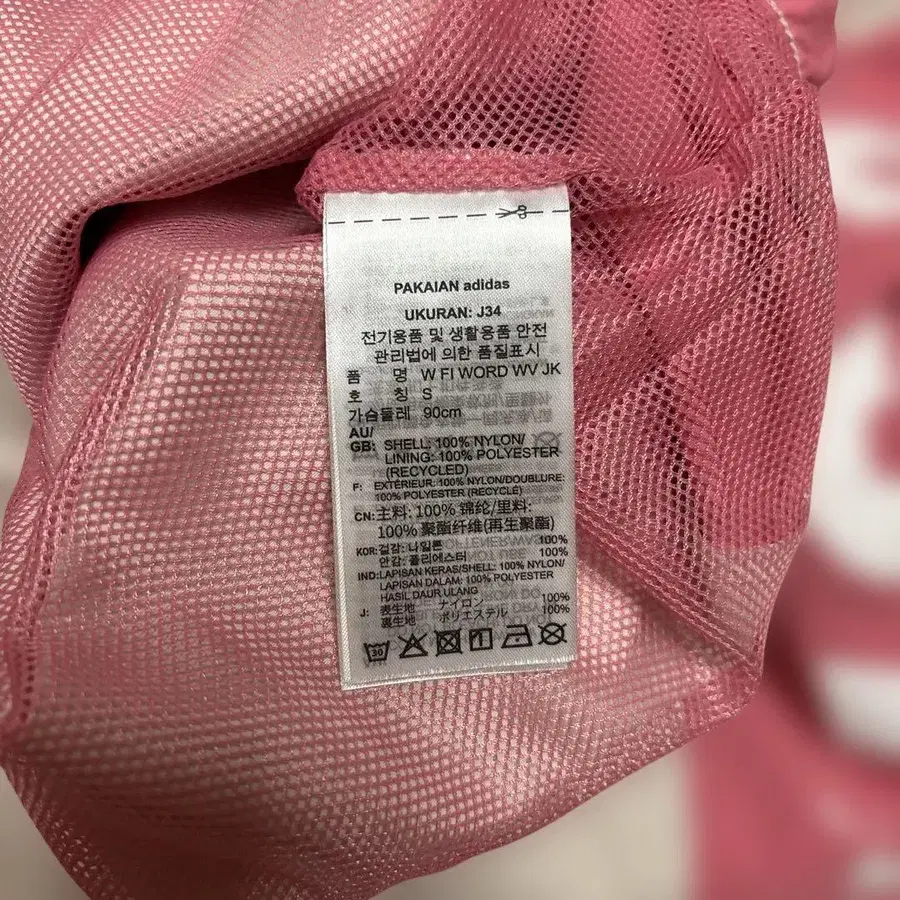 PAKAIAN adidas
UKURAN: J34
전기용품 및 생활용품 안전
관리법에 의한 품질표시
품 명 W FI WORD WV JK
호 칭 S
가슴둘레 90cm
AU/
GB: SHELL: 100% NYLON/
LINING: 100% POLYESTER
(RECYCLED)
F: EXTÉRIEUR: 100% NYLON/DOUBLURE:
100% POLYESTER (RECYCLÉ)
CN: 主料: 100% 锦纶/里料:
100% 聚酯纤维(再生聚酯)
KOR: 겉감: 나일론 100%
안감: 폴리에스터 100%
IND: LAPISAN KERAS/SHELL: 100% NYLON/
LAPISAN DALAM: 100% POLYESTER
HASIL DAUR ULANG
J: 表生地 ナイロン 100%
裏生地 ポリエステル 100%
30